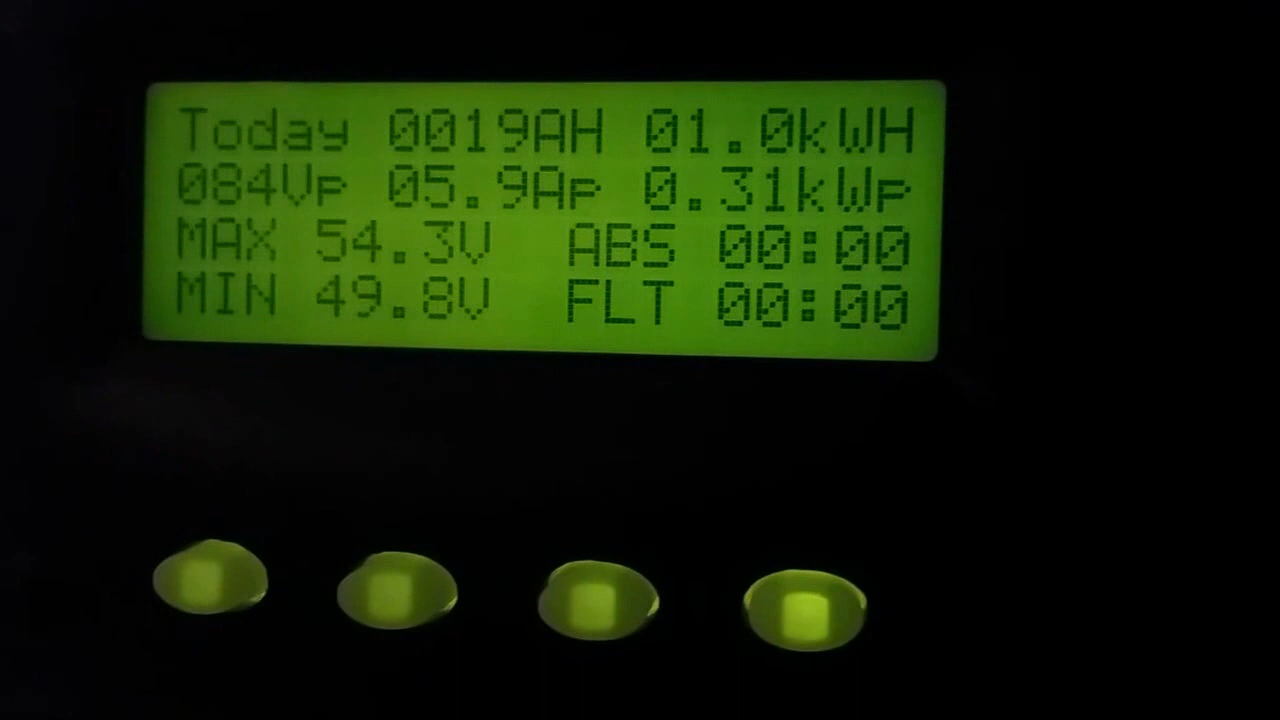 Today 0019AH 01.0kWH
084Vp 05.9Ap 0.31kWp
MAX 54.3V ABS 00:00
MIN 49.8V FLT 00:00